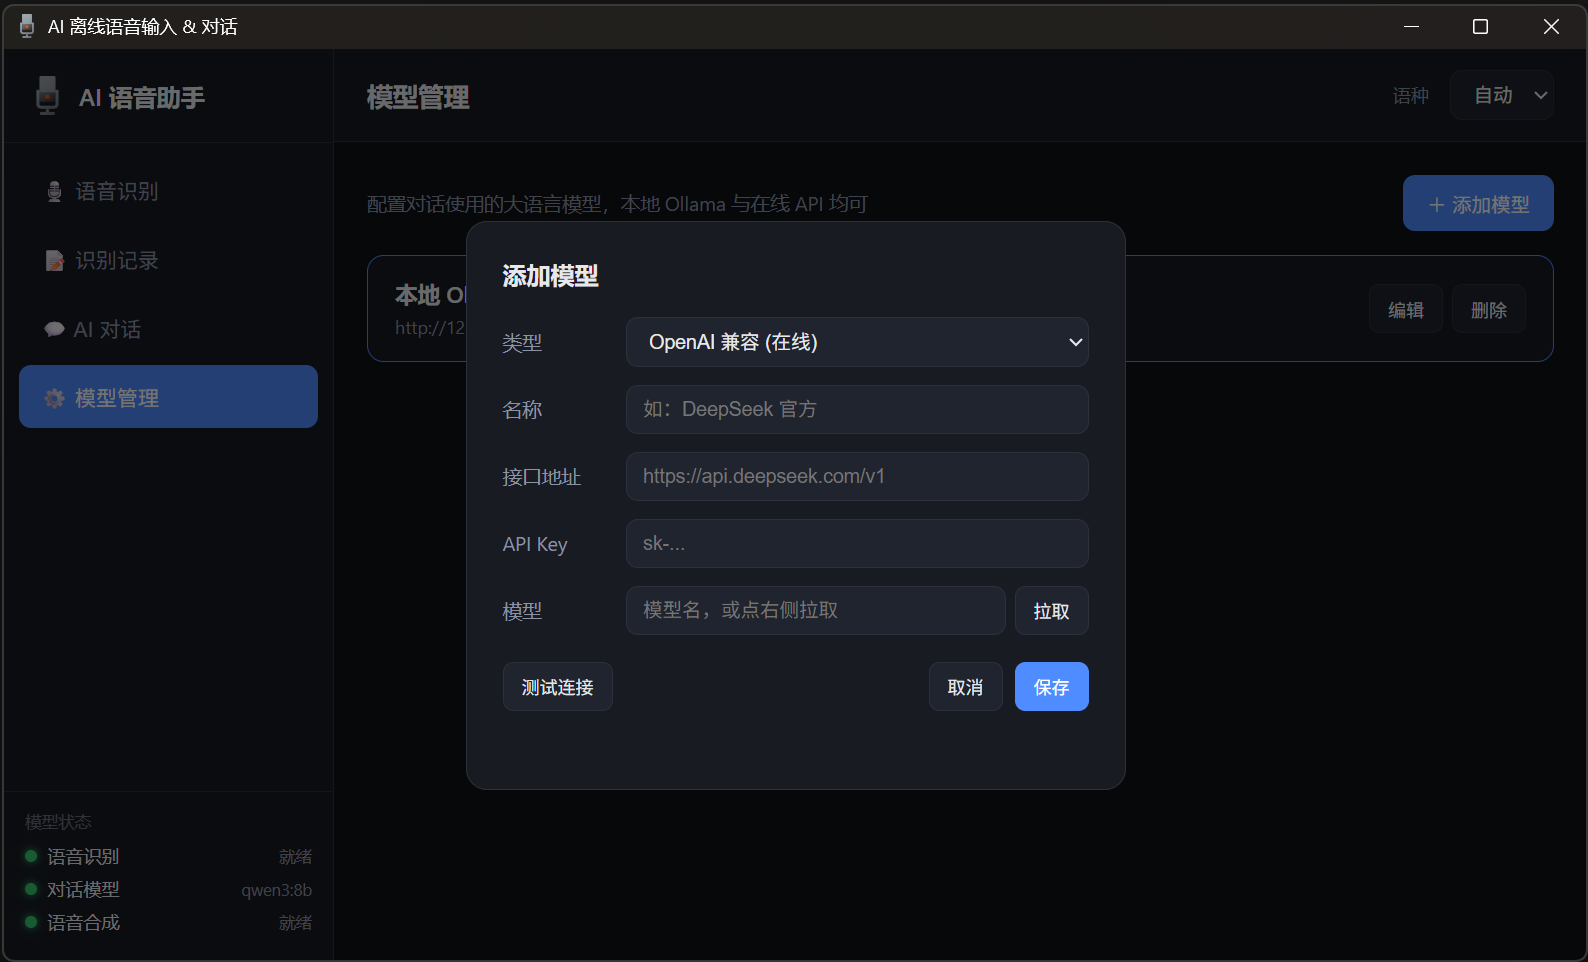 AI 离线语音输入 & 对话
AI 语音助手
模型管理
语种
自动
语音识别
识别记录
AI 对话
模型管理
配置对话使用的大语言模型，本地 Ollama 与在线 API 均可
+ 添加模型
本地 Ol
http://12
编辑
删除
添加模型
类型
OpenAI 兼容 (在线)
名称
如：DeepSeek 官方
接口地址
https://api.deepseek.com/v1
API Key
sk-...
模型
模型名，或点右侧拉取
拉取
测试连接
取消
保存
模型状态
语音识别 就绪
对话模型 qwen3:8b
语音合成 就绪